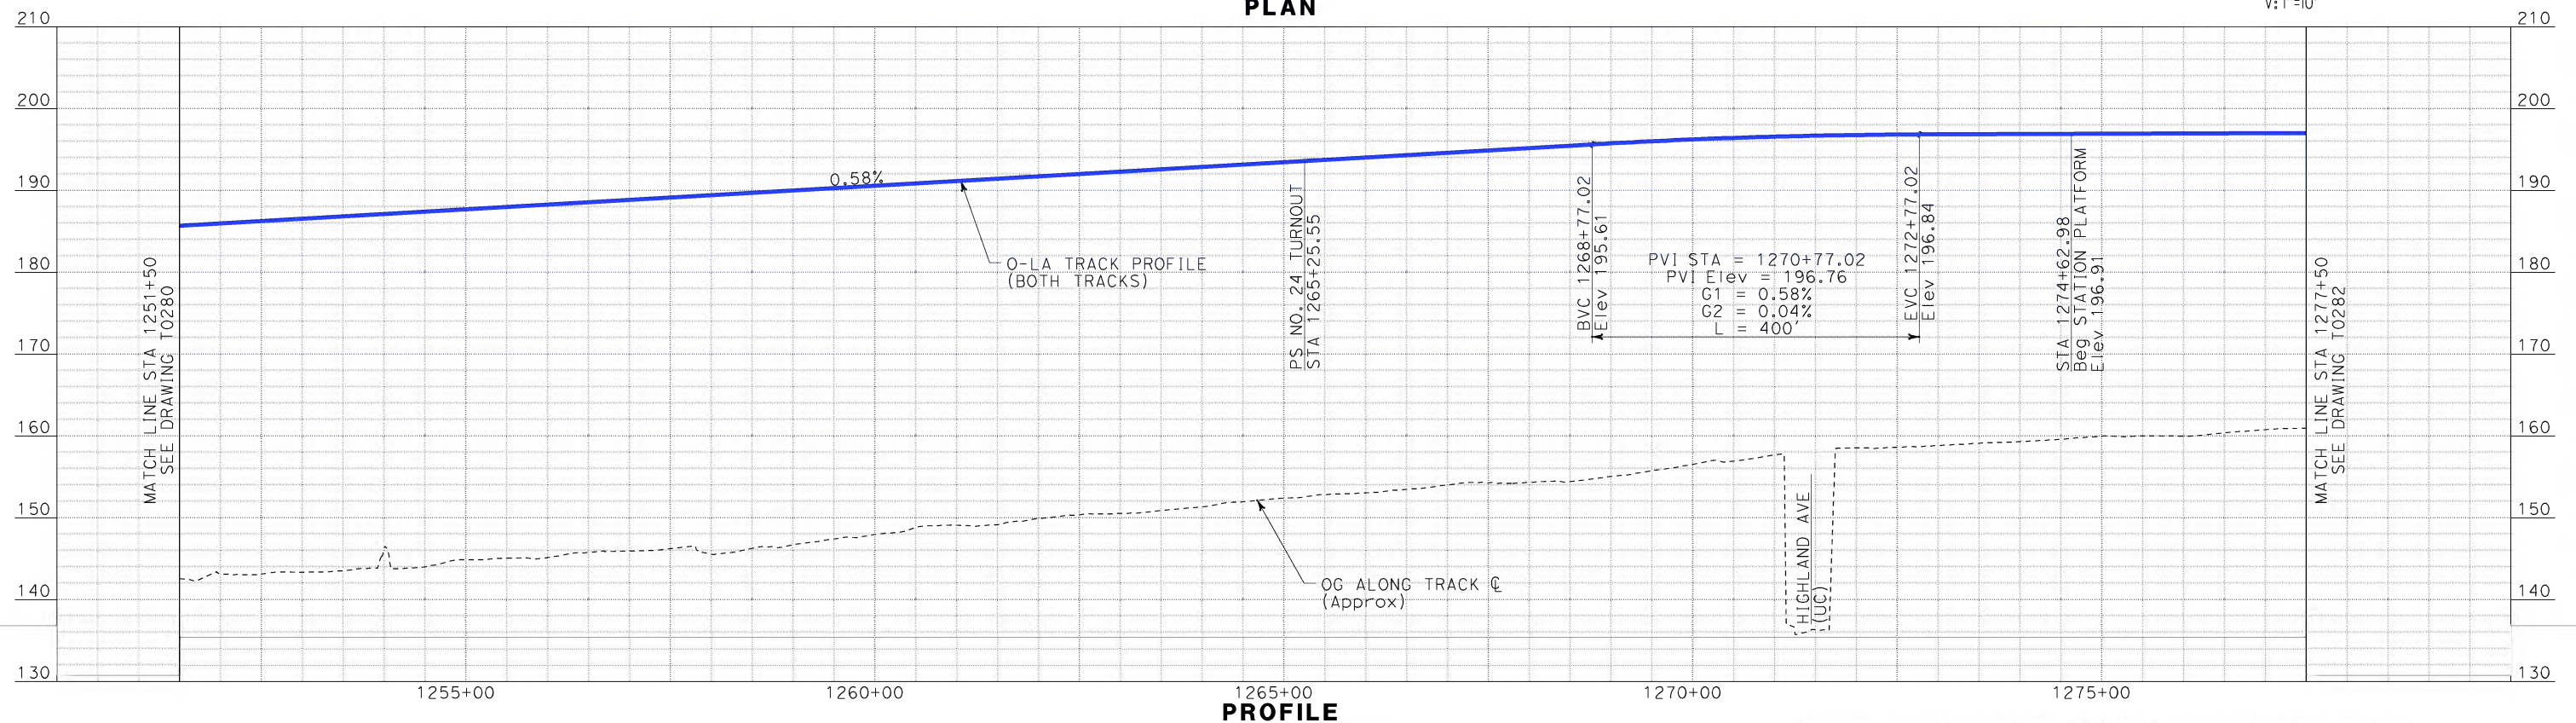 PLAN
V:1"=10'
210
200
190
180
170
160
150
140
130
210
200
190
180
170
160
150
140
130
MATCH LINE STA 1251+50
SEE DRAWING T0280
0.58%
O-LA TRACK PROFILE
(BOTH TRACKS)
PS NO. 24 TURNOUT
STA 1265+25.55
BVC 1268+77.02
Elev 195.61
PVI STA = 1270+77.02
PVI Elev = 196.76
G1 = 0.58%
G2 = 0.04%
L = 400'
EVC 1272+77.02
Elev 196.84
STA 1274+62.98
Beg STATION PLATFORM
Elev 196.91
MATCH LINE STA 1277+50
SEE DRAWING T0282
OG ALONG TRACK ℄
(Approx)
HIGHLAND AVE
(UC)
1255+00
1260+00
1265+00
1270+00
1275+00
PROFILE